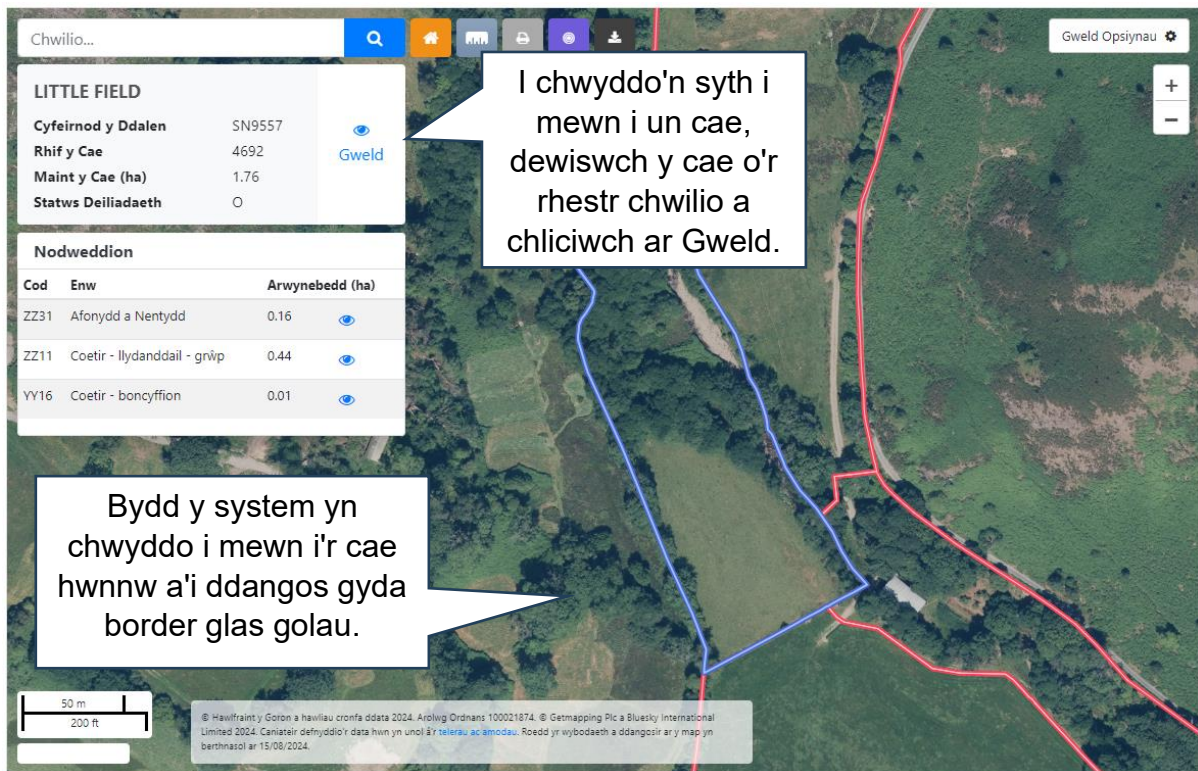 Chwilio...
Gweld Opsiynau
LITTLE FIELD
Cyfeirnod y Ddalen SN9557
Rhif y Cae 4692
Maint y Cae (ha) 1.76
Statws Deiliadaeth O
Gweld
I chwyddo'n syth i
mewn i un cae,
dewiswch y cae o'r
rhestr chwilio a
chliciwch ar Gweld.
+
−
Nodweddion
Cod Enw Arwynebedd (ha)
ZZ31 Afonydd a Nentydd 0.16
ZZ11 Coetir - llydanddail - grŵp 0.44
YY16 Coetir - boncyffion 0.01
Bydd y system yn
chwyddo i mewn i'r cae
hwnnw a'i ddangos gyda
border glas golau.
50 m
200 ft
© Hawlfraint y Goron a hawliau cronfa ddata 2024. Arolwg Ordnans 100021874. © Getmapping Plc a Bluesky International
Limited 2024. Caniateir defnyddio'r data hwn yn unol â'r telerau ac amodau. Roedd yr wybodaeth a ddangosir ar y map yn
berthnasol ar 15/08/2024.